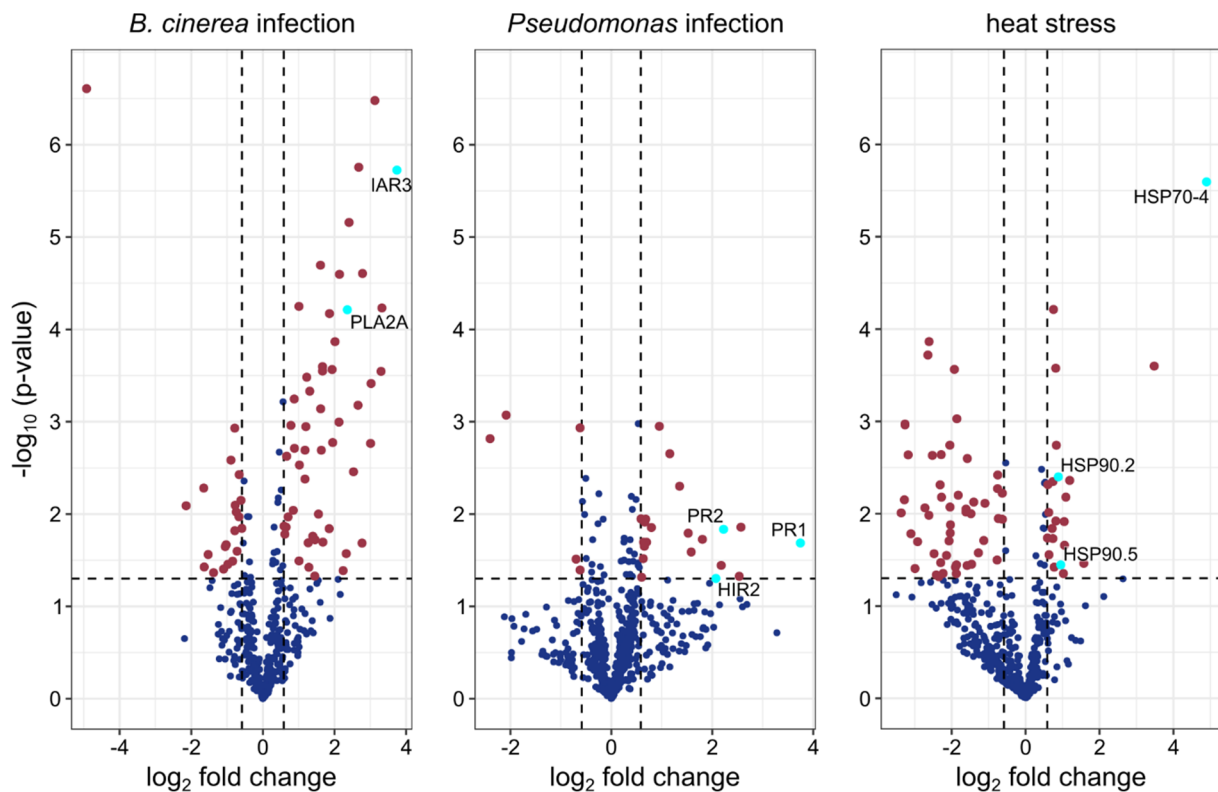 B. cinerea infection
Pseudomonas infection
heat stress
-log10 (p-value)
6
5
4
3
2
1
0
IAR3
PLA2A
-4
-2
0
2
4
log2 fold change
6
5
4
3
2
1
0
PR2
PR1
HIR2
-2
0
2
4
log2 fold change
6
5
4
3
2
1
0
HSP70-4
HSP90.2
HSP90.5
-2
0
2
4
log2 fold change